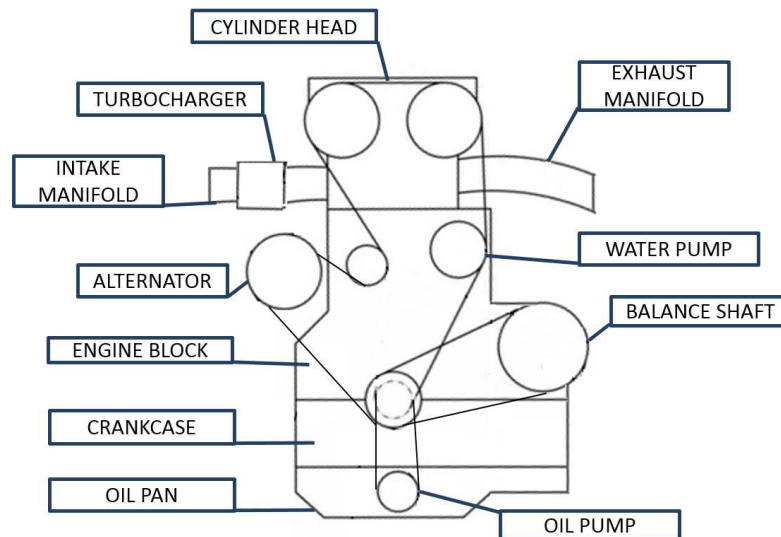 CYLINDER HEAD
TURBOCHARGER
EXHAUST
MANIFOLD
INTAKE
MANIFOLD
WATER PUMP
ALTERNATOR
BALANCE SHAFT
ENGINE BLOCK
CRANKCASE
OIL PAN
OIL PUMP